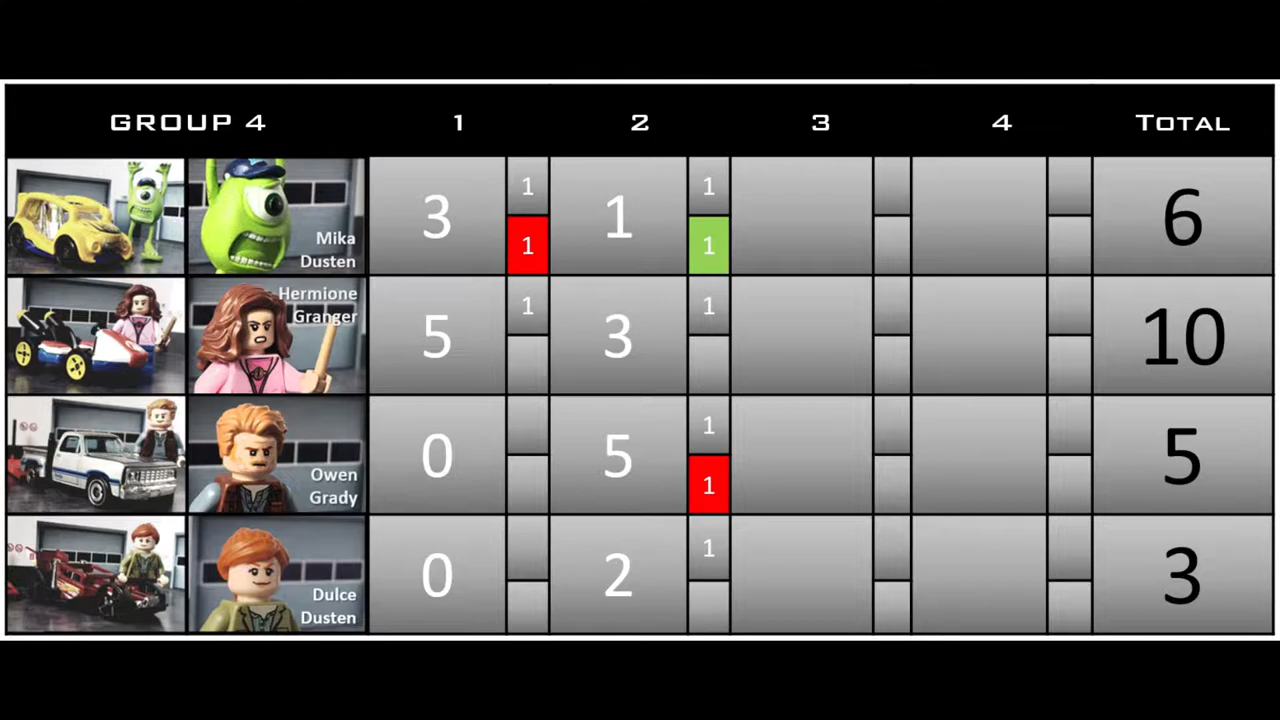 GROUP 4 1 2 3 4 TOTAL
Mika
Dusten
3 1 1 1 1 1 6
Hermione
Granger
5 1 3 1 10
Owen
Grady
0 5 1 1 5
Dulce
Dusten
0 2 1 3